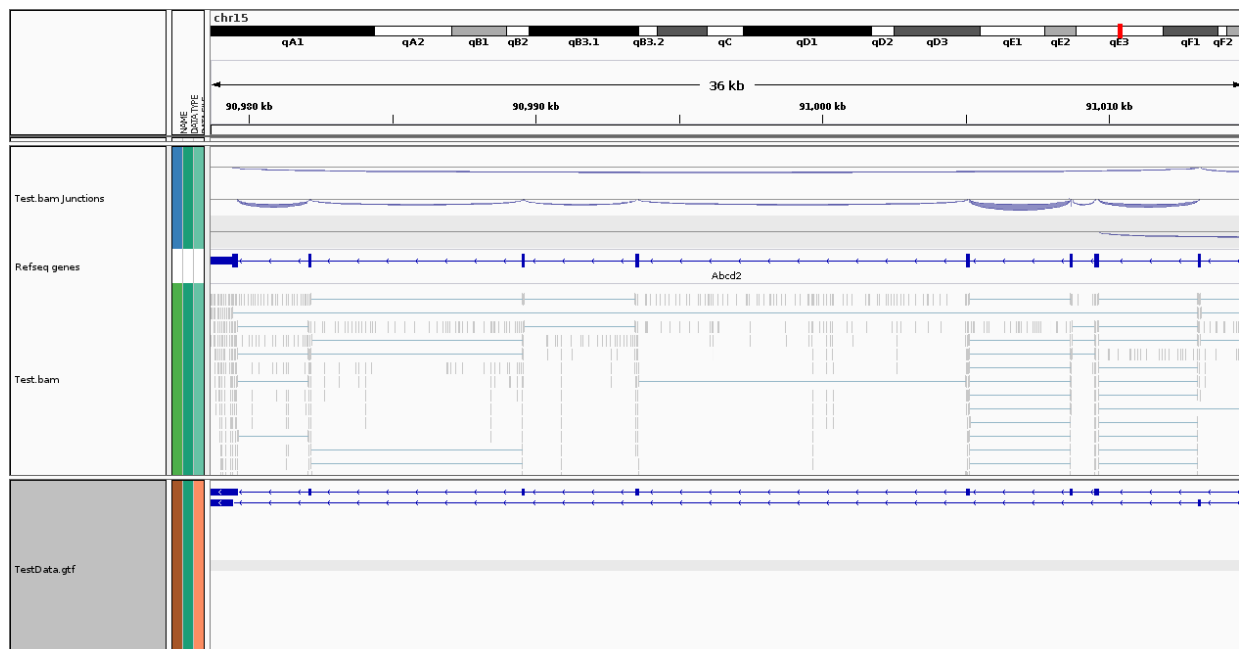 chr15
qA1 qA2 qB1 qB2 qB3.1 qB3.2 qC qD1 qD2 qD3 qE1 qE2 qE3 qF1 qF2
36 kb
90,980 kb 90,990 kb 91,000 kb 91,010 kb
NAME
DATA TYPE
Test.bam Junctions
Refseq genes
Abcd2
Test.bam
TestData.gtf